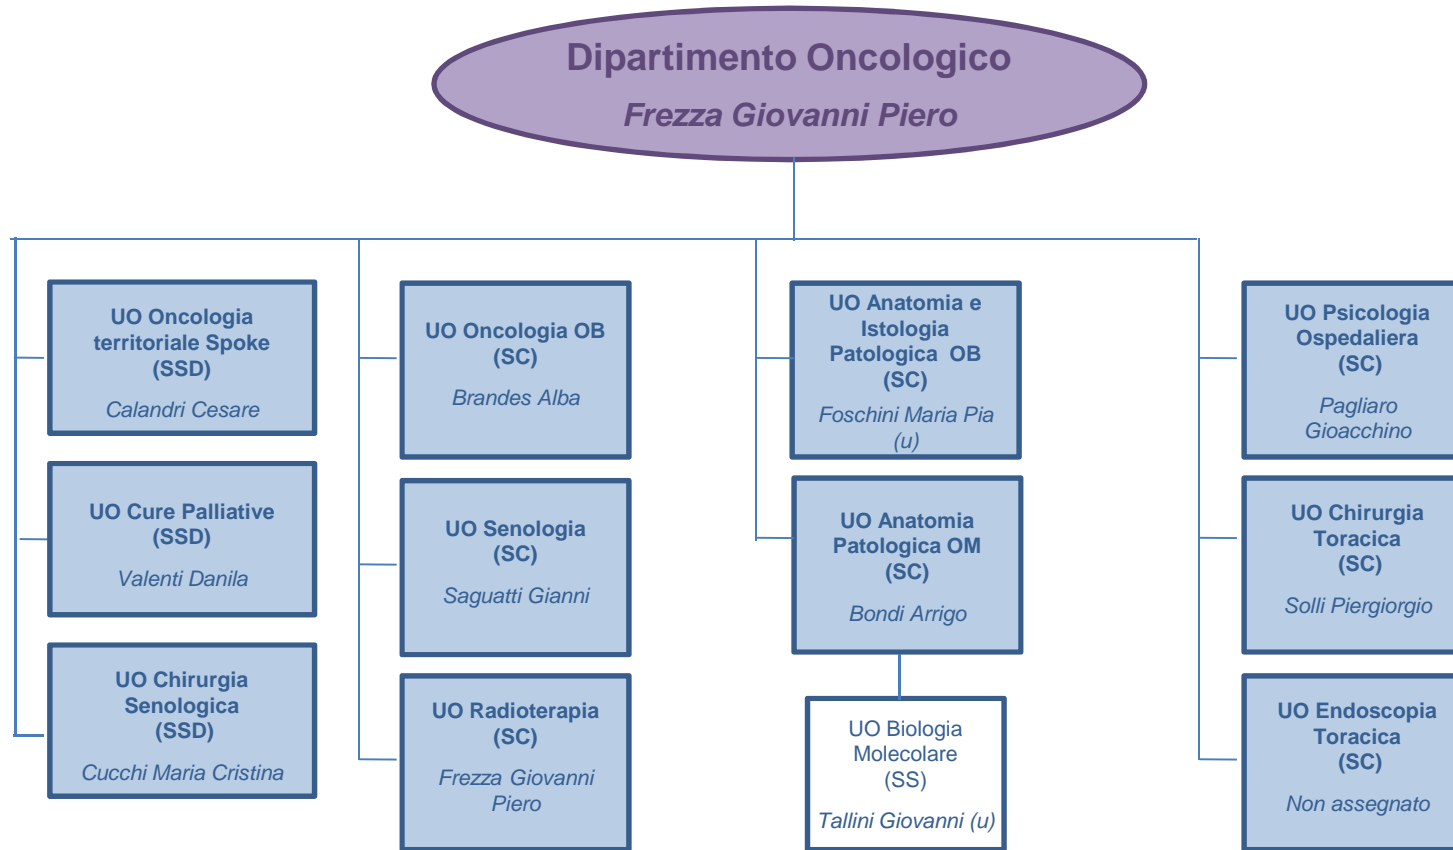 Dipartimento Oncologico
Frezza Giovanni Piero
UO Oncologia
territoriale Spoke
(SSD)
Calandri Cesare
UO Cure Palliative
(SSD)
Valenti Danila
UO Chirurgia
Senologica
(SSD)
Cucchi Maria Cristina
UO Oncologia OB
(SC)
Brandes Alba
UO Senologia
(SC)
Saguatti Gianni
UO Radioterapia
(SC)
Frezza Giovanni
Piero
UO Anatomia e
Istologia
Patologica OB
(SC)
Foschini Maria Pia
(u)
UO Anatomia
Patologica OM
(SC)
Bondi Arrigo
UO Biologia
Molecolare
(SS)
Tallini Giovanni (u)
UO Psicologia
Ospedaliera
(SC)
Pagliaro
Gioacchino
UO Chirurgia
Toracica
(SC)
Solli Piergiorgio
UO Endoscopia
Toracica
(SC)
Non assegnato